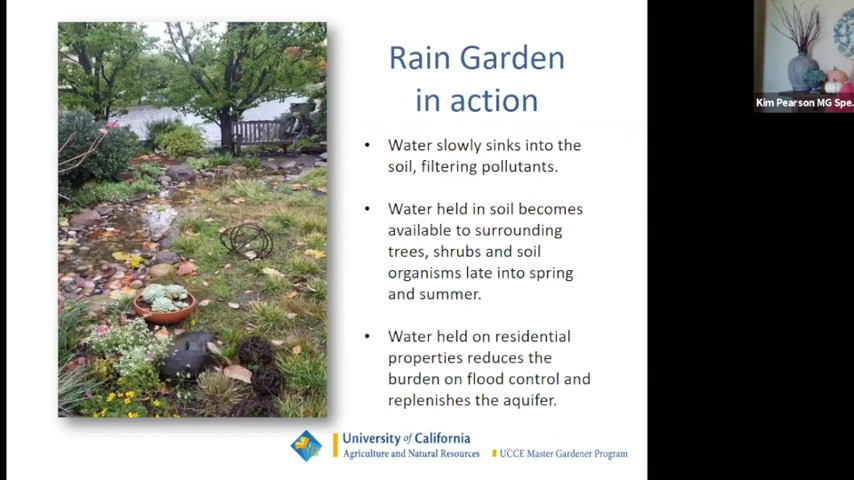 Rain Garden
in action
• Water slowly sinks into the
soil, filtering pollutants.
• Water held in soil becomes
available to surrounding
trees, shrubs and soil
organisms late into spring
and summer.
• Water held on residential
properties reduces the
burden on flood control and
replenishes the aquifer.
University of California
Agriculture and Natural Resources
UCCE Master Gardener Program
Kim Pearson MG Spe...